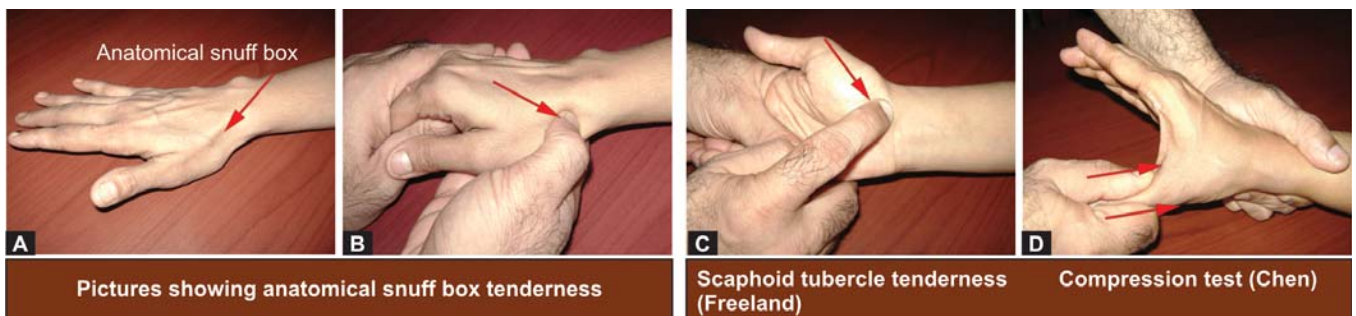 Anatomical snuff box
A
B
C
D
Pictures showing anatomical snuff box tenderness
Scaphoid tubercle tenderness
(Freeland)
Compression test (Chen)